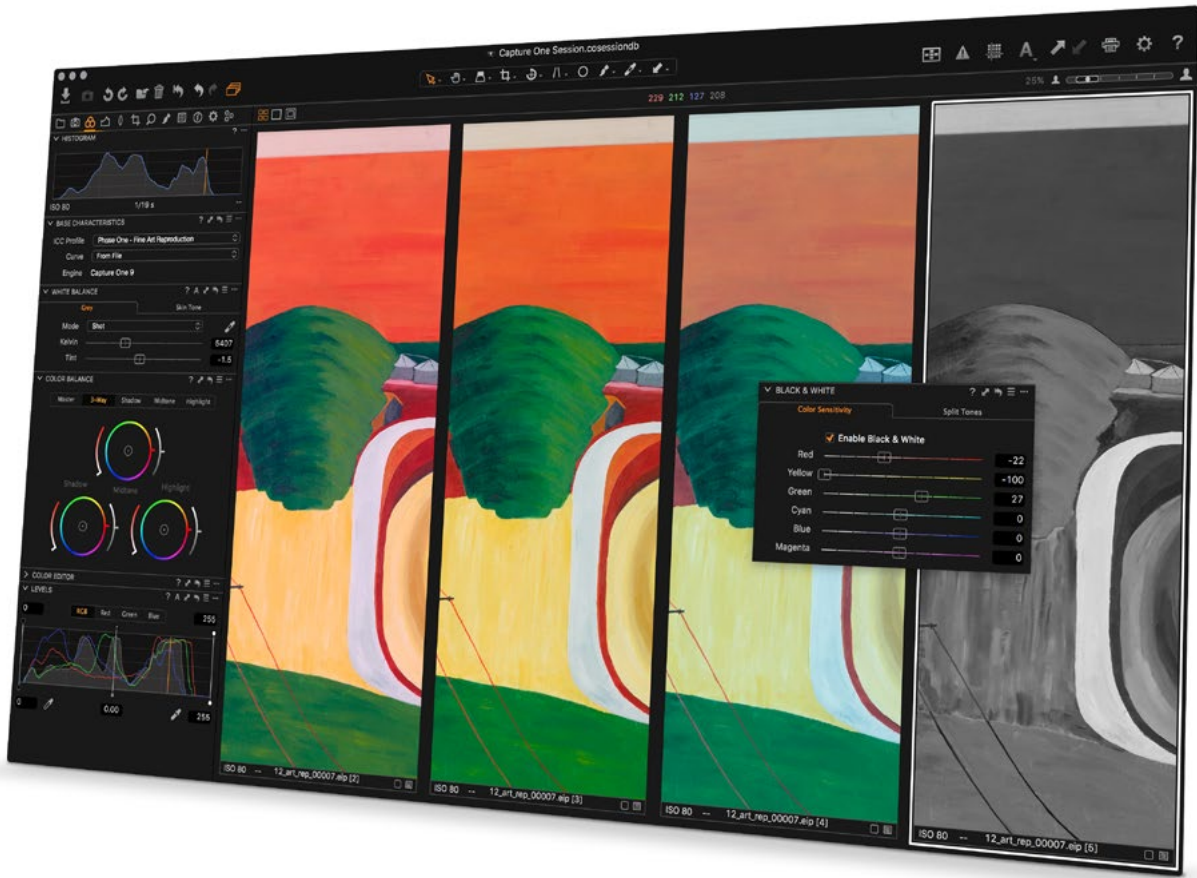 Capture One Session.cosessiondb
25%
229 212 127 208
HISTOGRAM
ISO 80
1/19 s
BASE CHARACTERISTICS
ICC Profile Phase One - Fine Art Reproduction
Curve From File
Engine Capture One 9
WHITE BALANCE
Grey Skin Tone
Mode Shot
Kelvin 5407
Tint -1.5
COLOR BALANCE
Master 3-Way Shadow Midtone Highlight
Shadow Midtone Highlight
COLOR EDITOR
LEVELS
0 RGB Red Green Blue 255
0 0.00 255
BLACK & WHITE
Color Sensitivity Split Tones
Enable Black & White
Red -22
Yellow -100
Green 27
Cyan 0
Blue 0
Magenta 0
ISO 80 -- 12_art_rep_00007.eip [2]
ISO 80 -- 12_art_rep_00007.eip [3]
ISO 80 -- 12_art_rep_00007.eip [4]
ISO 80 -- 12_art_rep_00007.eip [5]